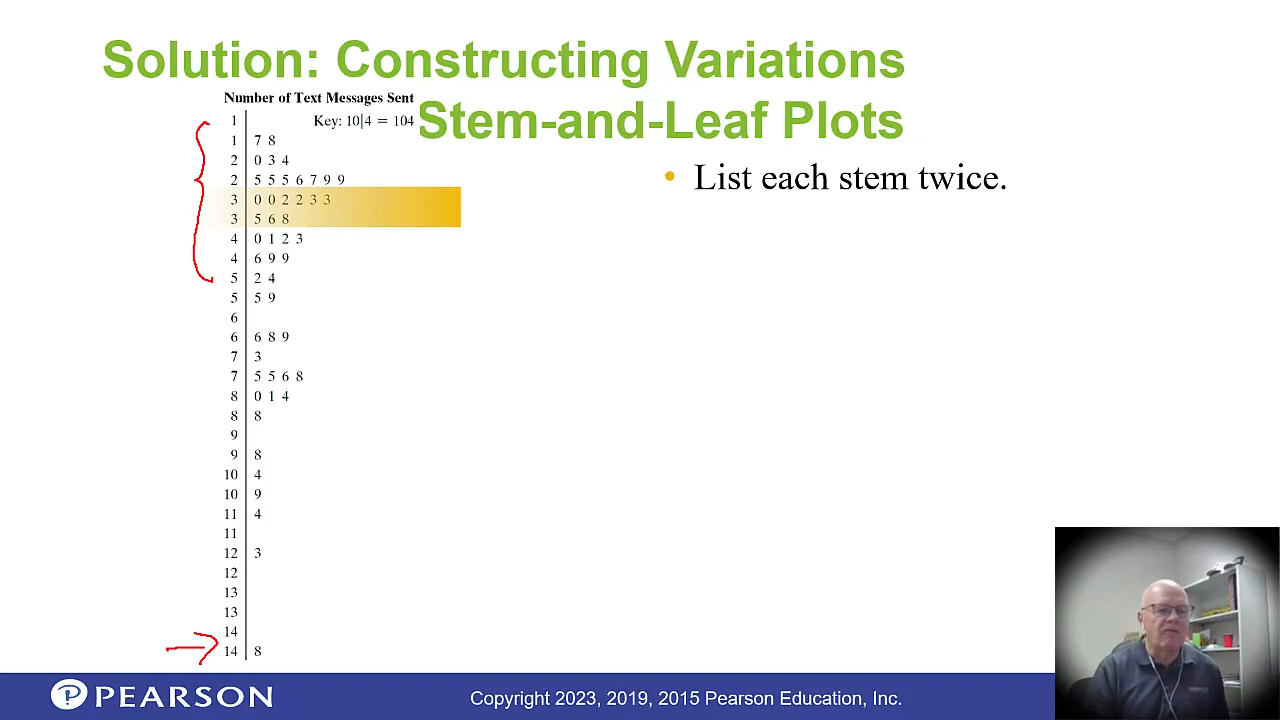 Solution: Constructing Variations
Stem-and-Leaf Plots
Number of Text Messages Sent
1 | Key: 10|4 = 104
1 | 7 8
2 | 0 3 4
2 | 5 5 5 6 7 9 9
3 | 0 0 2 2 3 3
3 | 5 6 8
4 | 0 1 2 3
4 | 6 9 9
5 | 2 4
5 | 5 9
6 |
6 | 6 8 9
7 | 3
7 | 5 5 6 8
8 | 0 1 4
8 | 8
9 |
9 | 8
10 | 4
10 | 9
11 | 4
11 |
12 | 3
12 |
13 |
13 |
14 |
14 | 8
• List each stem twice.
PEARSON
Copyright 2023, 2019, 2015 Pearson Education, Inc.